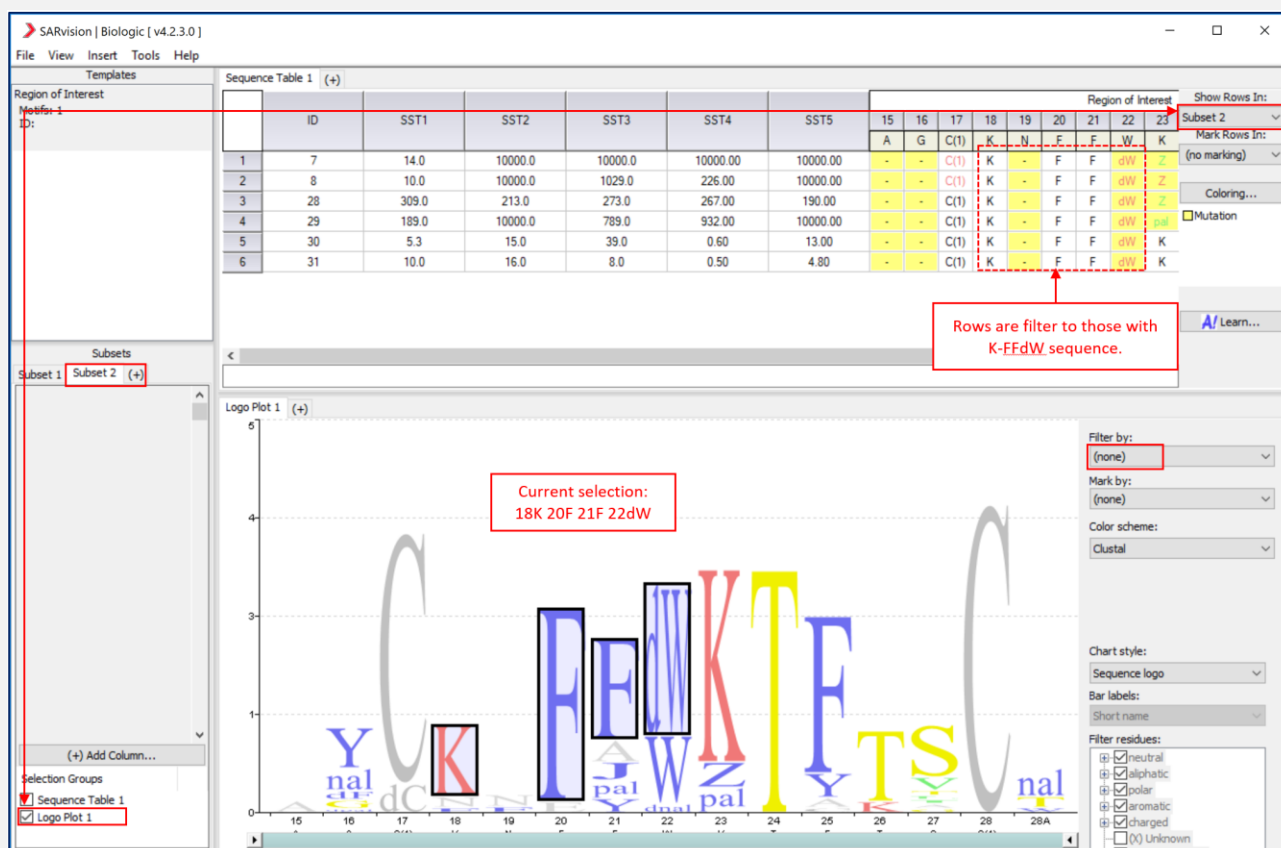 SARvision | Biologic [ v4.2.3.0 ]
File View Insert Tools Help
Templates
Region of Interest
Motifs: 1
ID:
Sequence Table 1 (+)
Region of Interest
ID SST1 SST2 SST3 SST4 SST5 15 16 17 18 19 20 21 22 23
A G C(1) K N F F W K
1 7 14.0 10000.0 10000.0 10000.00 10000.00 - - C(1) K - F F dW Z
2 8 10.0 10000.0 1029.0 226.00 10000.00 - - C(1) K - F F dW Z
3 28 309.0 213.0 273.0 267.00 190.00 - - C(1) K - F F dW Z
4 29 189.0 10000.0 789.0 932.00 10000.00 - - C(1) K - F F dW pal
5 30 5.3 15.0 39.0 0.60 13.00 - - C(1) K - F F dW K
6 31 10.0 16.0 8.0 0.50 4.80 - - C(1) K - F F dW K
Show Rows In:
Subset 2
Mark Rows In:
(no marking)
Coloring...
Mutation
A! Learn...
Rows are filter to those with
K-FFdW sequence.
Subsets
Subset 1 Subset 2 (+)
(+) Add Column...
Selection Groups
Sequence Table 1
Logo Plot 1
Logo Plot 1 (+)
Current selection:
18K 20F 21F 22dW
5
4
3
1
0
Y C K F F dW K T F T S C nal
nal dC A J pal Y W dnal Z pal Y K
15 16 17 18 19 20 21 22 23 24 25 26 27 28 28A
Filter by:
(none)
Mark by:
(none)
Color scheme:
Clustal
Chart style:
Sequence logo
Bar labels:
Short name
Filter residues:
neutral
aliphatic
polar
aromatic
charged
(X) Unknown